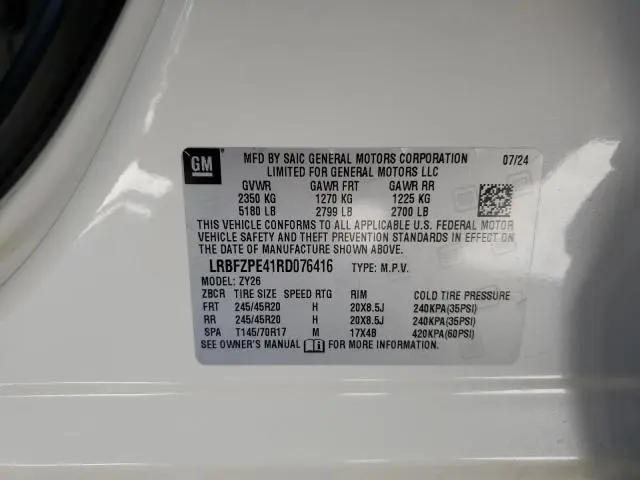 GM
MFD BY SAIC GENERAL MOTORS CORPORATION 07/24
LIMITED FOR GENERAL MOTORS LLC
GVWR GAWR FRT GAWR RR
2350 KG 1270 KG 1225 KG
5180 LB 2799 LB 2700 LB
THIS VEHICLE CONFORMS TO ALL APPLICABLE U.S. FEDERAL MOTOR
VEHICLE SAFETY AND THEFT PREVENTION STANDARDS IN EFFECT ON
THE DATE OF MANUFACTURE SHOWN ABOVE.
LRBFZPE41RD076416 TYPE: M.P.V.
MODEL: ZY26
ZBCR TIRE SIZE SPEED RTG RIM COLD TIRE PRESSURE
FRT 245/45R20 H 20X8.5J 240KPA(35PSI)
RR 245/45R20 H 20X8.5J 240KPA(35PSI)
SPA T145/70R17 M 17X4B 420KPA(60PSI)
SEE OWNER'S MANUAL FOR MORE INFORMATION.